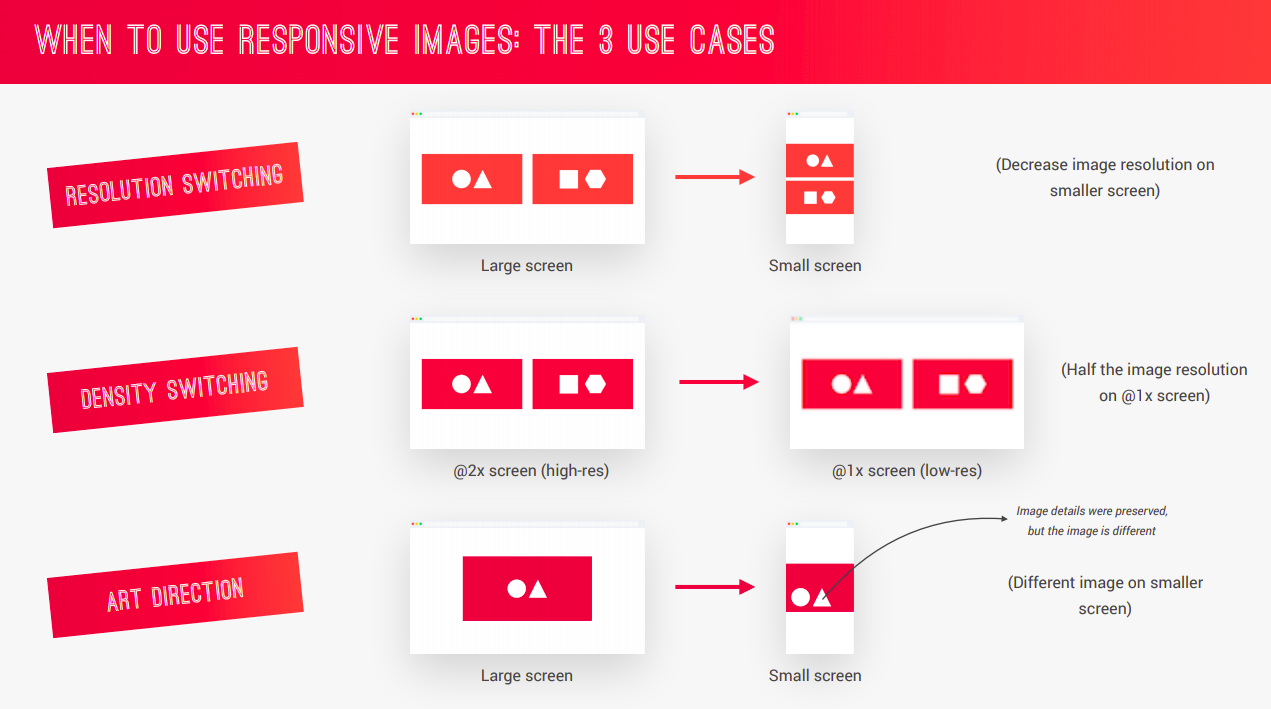 WHEN TO USE RESPONSIVE IMAGES: THE 3 USE CASES
RESOLUTION SWITCHING
Large screen
Small screen
(Decrease image resolution on
smaller screen)
DENSITY SWITCHING
@2x screen (high-res)
@1x screen (low-res)
(Half the image resolution
on @1x screen)
ART DIRECTION
Large screen
Small screen
Image details were preserved,
but the image is different
(Different image on smaller
screen)